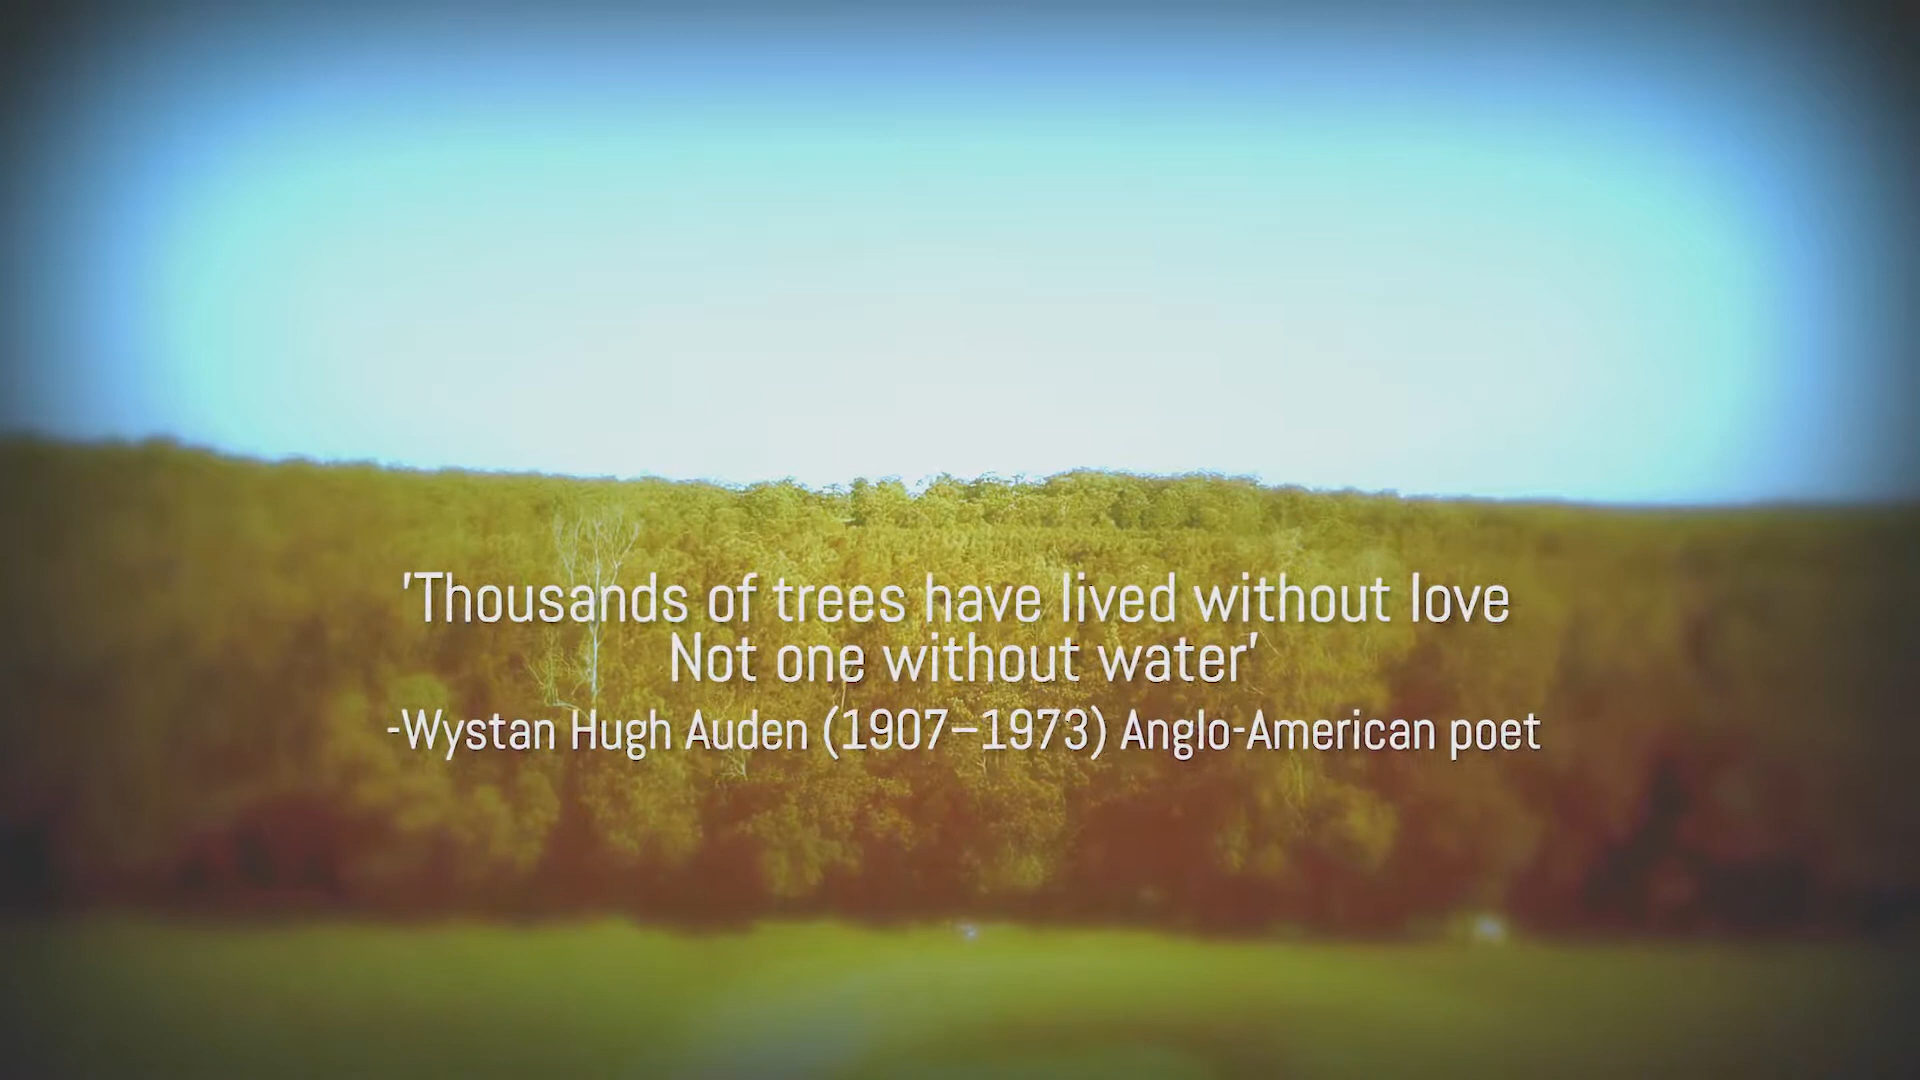 'Thousands of trees have lived without love
Not one without water'
-Wystan Hugh Auden (1907–1973) Anglo-American poet